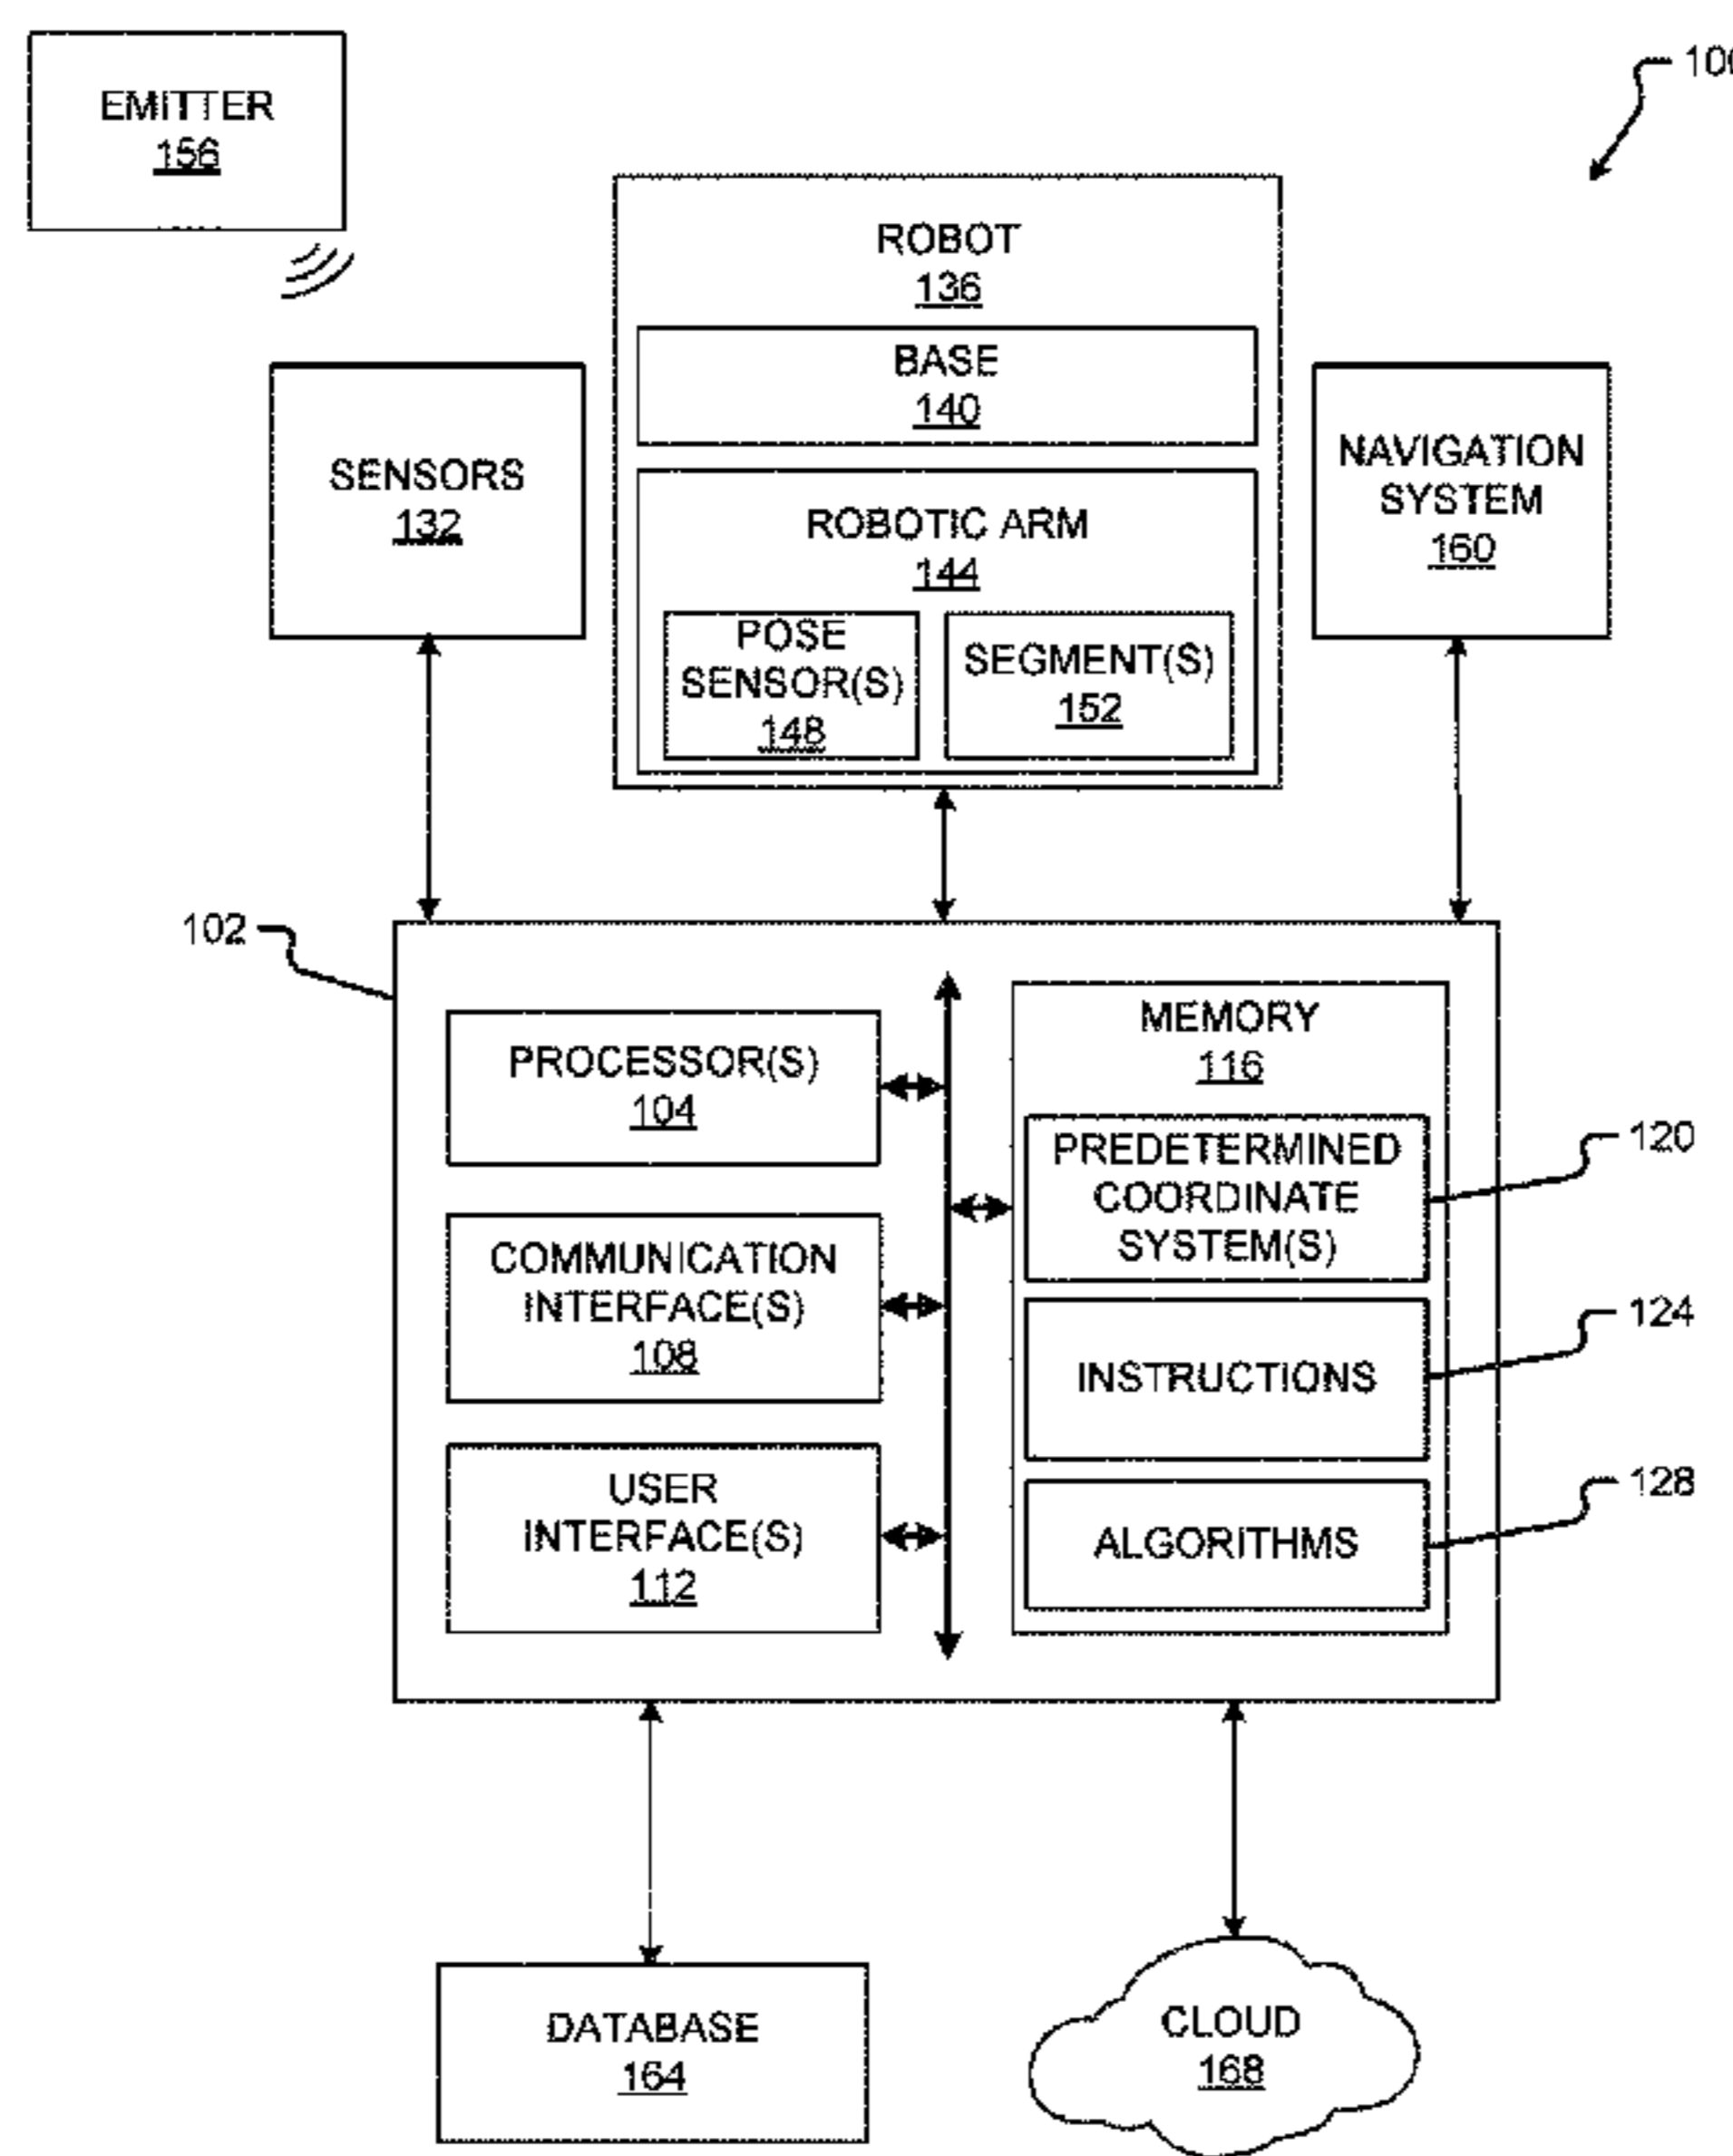 EMITTER
156
100
ROBOT
136
BASE
140
SENSORS
132
ROBOTIC ARM
144
POSE
SENSOR(S)
148
SEGMENT(S)
152
NAVIGATION
SYSTEM
160
102
PROCESSOR(S)
104
COMMUNICATION
INTERFACE(S)
108
USER
INTERFACE(S)
112
MEMORY
116
PREDETERMINED
COORDINATE
SYSTEM(S)
120
INSTRUCTIONS
124
ALGORITHMS
128
DATABASE
164
CLOUD
168